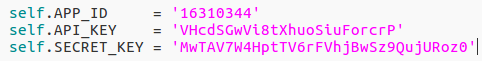 self.APP_ID     = '16310344'
self.API_KEY    = 'VHcdSGwVi8tXhuoSiuForcrP'
self.SECRET_KEY = 'MwTAV7W4HptTV6rFVhjBwSz9QujURoz0'